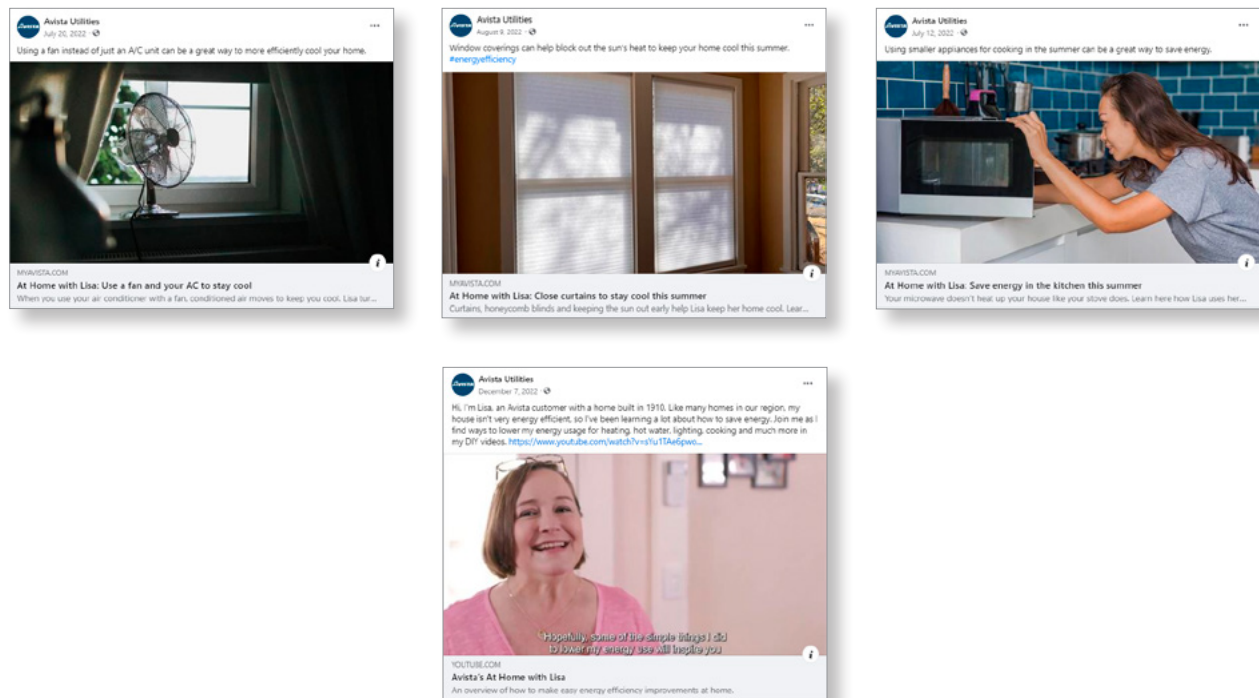 Avista Utilities
July 20, 2022
Using a fan instead of just an A/C unit can be a great way to more efficiently cool your home.
MYAVISTA.COM
At Home with Lisa: Use a fan and your AC to stay cool
When you use your air conditioner with a fan, conditioned air moves to keep you cool. Lisa tur...
Avista Utilities
August 9, 2022
Window coverings can help block out the sun's heat to keep your home cool this summer.
#energyefficiency
MYAVISTA.COM
At Home with Lisa: Close curtains to stay cool this summer
Curtains, honeycomb blinds and keeping the sun out early help Lisa keep her home cool. Lear...
Avista Utilities
July 12, 2022
Using smaller appliances for cooking in the summer can be a great way to save energy.
MYAVISTA.COM
At Home with Lisa: Save energy in the kitchen this summer
Your microwave doesn't heat up your house like your stove does. Learn here how Lisa uses her...
Avista Utilities
December 7, 2022
Hi, I'm Lisa, an Avista customer with a home built in 1910. Like many homes in our region, my
house isn't very energy efficient, so I've been learning a lot about how to save energy. Join me as I
find ways to lower my energy usage for heating, hot water, lighting, cooking and much more in
my DIY videos. https://www.youtube.com/watch?v=sYu1TAe6pwo...
Hopefully, some of the simple things I did
to lower my energy use will inspire you
YOUTUBE.COM
Avista's At Home with Lisa
An overview of how to make easy energy efficiency improvements at home.